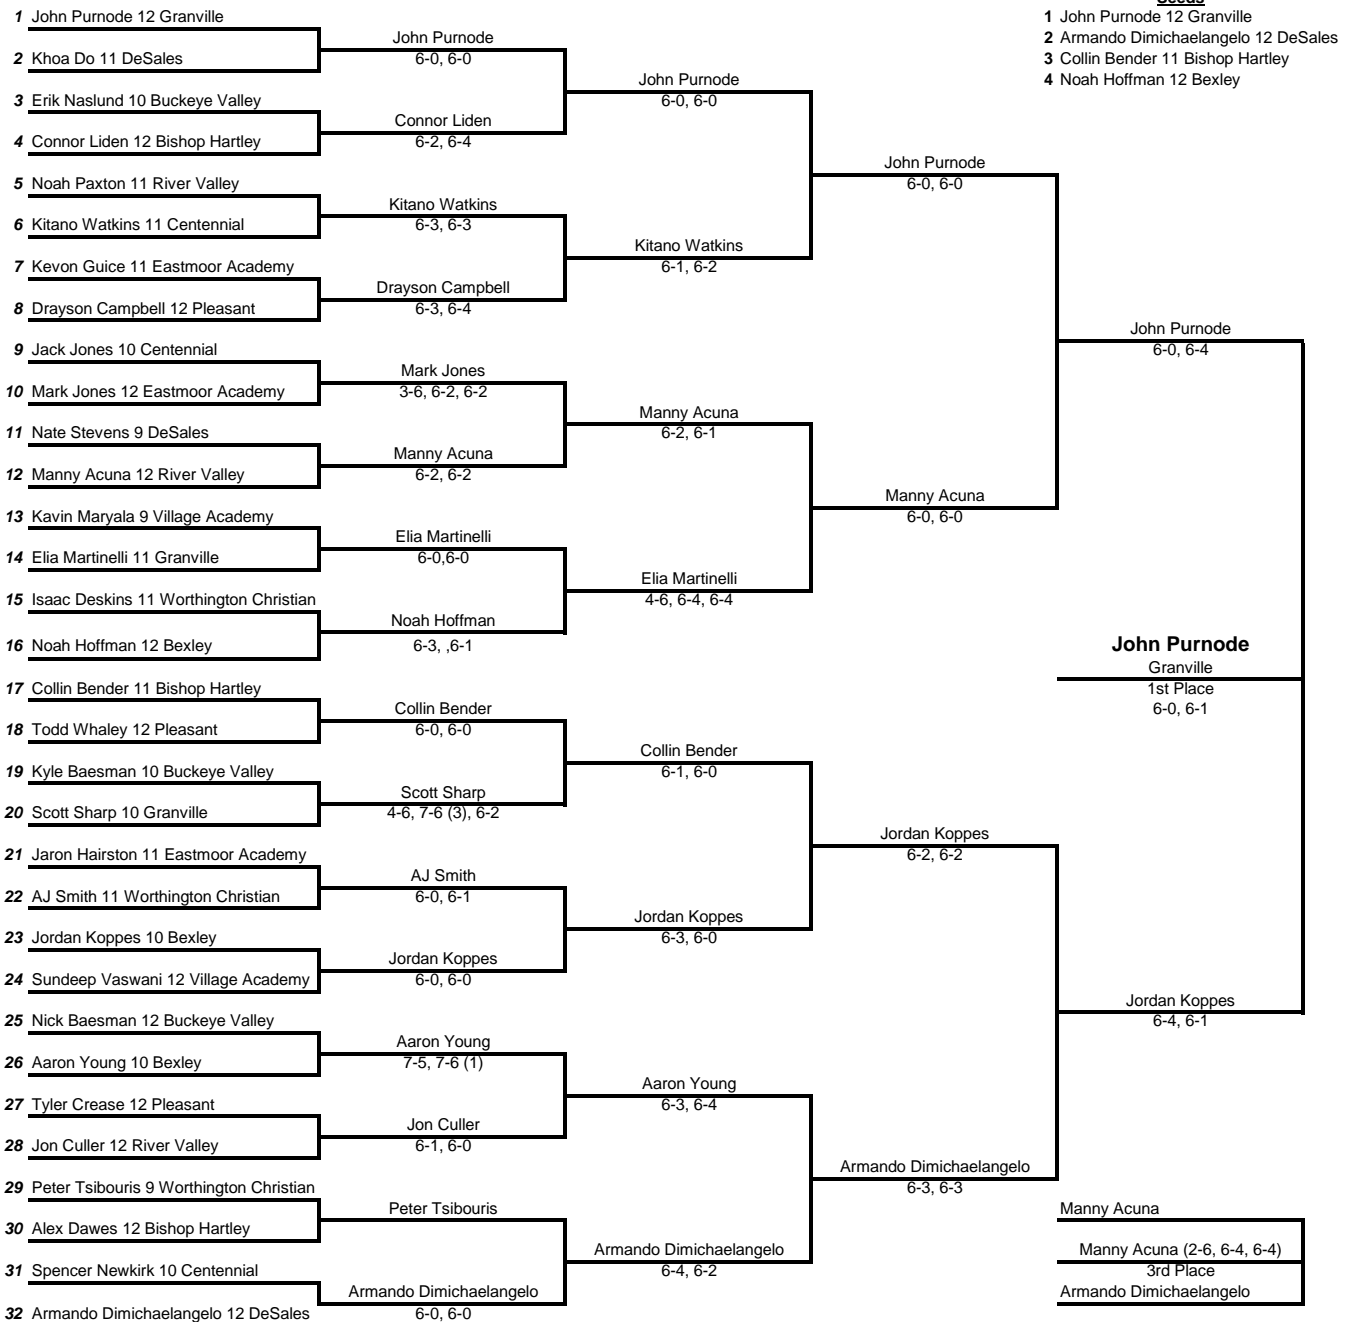 Seeds
1 John Purnode 12 Granville
2 Armando Dimichaelangelo 12 DeSales
3 Collin Bender 11 Bishop Hartley
4 Noah Hoffman 12 Bexley
1 John Purnode 12 Granville
2 Khoa Do 11 DeSales
3 Erik Naslund 10 Buckeye Valley
4 Connor Liden 12 Bishop Hartley
5 Noah Paxton 11 River Valley
6 Kitano Watkins 11 Centennial
7 Kevon Guice 11 Eastmoor Academy
8 Drayson Campbell 12 Pleasant
9 Jack Jones 10 Centennial
10 Mark Jones 12 Eastmoor Academy
11 Nate Stevens 9 DeSales
12 Manny Acuna 12 River Valley
13 Kavin Maryala 9 Village Academy
14 Elia Martinelli 11 Granville
15 Isaac Deskins 11 Worthington Christian
16 Noah Hoffman 12 Bexley
17 Collin Bender 11 Bishop Hartley
18 Todd Whaley 12 Pleasant
19 Kyle Baesman 10 Buckeye Valley
20 Scott Sharp 10 Granville
21 Jaron Hairston 11 Eastmoor Academy
22 AJ Smith 11 Worthington Christian
23 Jordan Koppes 10 Bexley
24 Sundeep Vaswani 12 Village Academy
25 Nick Baesman 12 Buckeye Valley
26 Aaron Young 10 Bexley
27 Tyler Crease 12 Pleasant
28 Jon Culler 12 River Valley
29 Peter Tsibouris 9 Worthington Christian
30 Alex Dawes 12 Bishop Hartley
31 Spencer Newkirk 10 Centennial
32 Armando Dimichaelangelo 12 DeSales
John Purnode
6-0, 6-0
Connor Liden
6-2, 6-4
Kitano Watkins
6-3, 6-3
Drayson Campbell
6-3, 6-4
Mark Jones
3-6, 6-2, 6-2
Manny Acuna
6-2, 6-2
Elia Martinelli
6-0,6-0
Noah Hoffman
6-3, ,6-1
Collin Bender
6-0, 6-0
Scott Sharp
4-6, 7-6 (3), 6-2
AJ Smith
6-0, 6-1
Jordan Koppes
6-0, 6-0
Aaron Young
7-5, 7-6 (1)
Jon Culler
6-1, 6-0
Peter Tsibouris
Armando Dimichaelangelo
6-0, 6-0
John Purnode
6-0, 6-0
Kitano Watkins
6-1, 6-2
Manny Acuna
6-2, 6-1
Elia Martinelli
4-6, 6-4, 6-4
Collin Bender
6-1, 6-0
Jordan Koppes
6-3, 6-0
Aaron Young
6-3, 6-4
Armando Dimichaelangelo
6-4, 6-2
John Purnode
6-0, 6-0
Manny Acuna
6-0, 6-0
Jordan Koppes
6-2, 6-2
Armando Dimichaelangelo
6-3, 6-3
John Purnode
6-0, 6-4
Jordan Koppes
6-4, 6-1
John Purnode
Granville
1st Place
6-0, 6-1
Manny Acuna
Manny Acuna (2-6, 6-4, 6-4)
3rd Place
Armando Dimichaelangelo